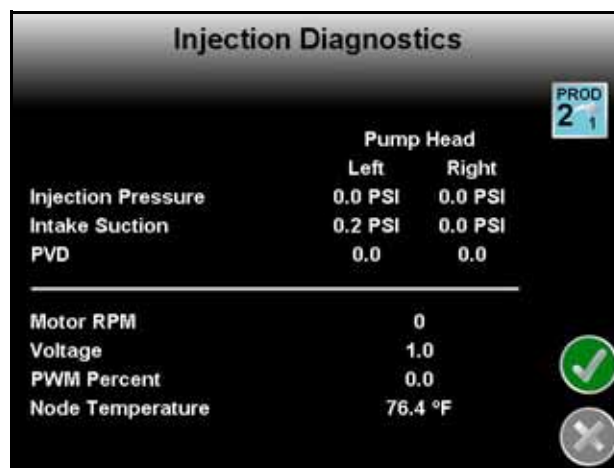 Injection Diagnostics
PROD
2 1
Pump Head
Left Right
Injection Pressure 0.0 PSI 0.0 PSI
Intake Suction 0.2 PSI 0.0 PSI
PVD 0.0 0.0
Motor RPM 0
Voltage 1.0
PWM Percent 0.0
Node Temperature 76.4 ºF